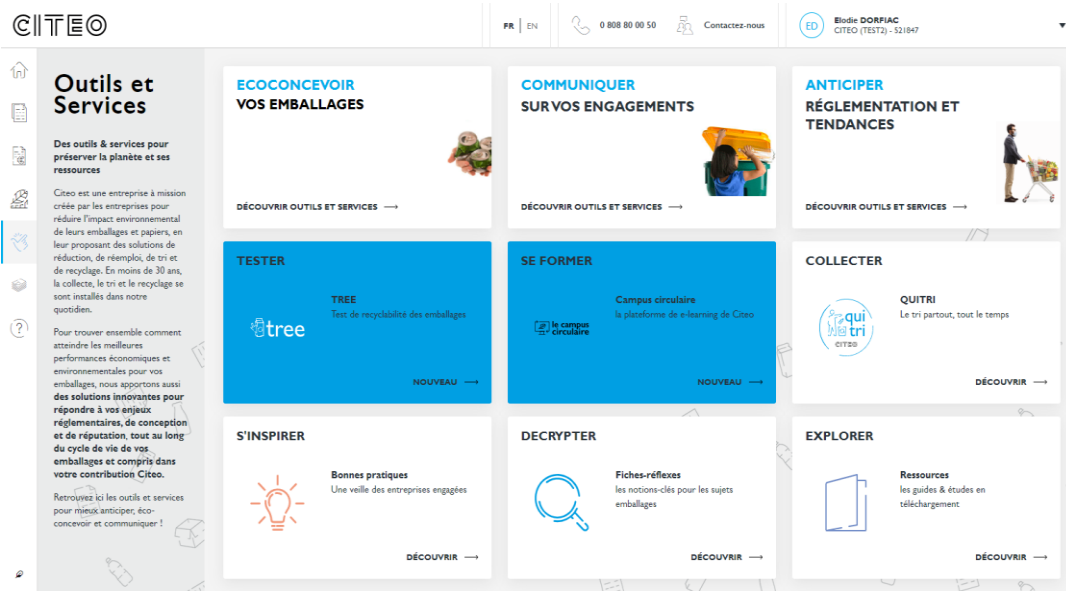 CITEO
FR | EN
0 808 80 00 50
Contactez-nous
ED
Elodie DORFIAC
CITEO (TEST2) - 521847
Outils et
Services
Des outils & services pour
préserver la planète et ses
ressources
Citeo est une entreprise à mission
créée par les entreprises pour
réduire l'impact environnemental
de leurs emballages et papiers, en
leur proposant des solutions de
réduction, de réemploi, de tri et
de recyclage. En moins de 30 ans,
la collecte, le tri et le recyclage se
sont installés dans notre
quotidien.
Pour trouver ensemble comment
atteindre les meilleures
performances économiques et
environnementales pour vos
emballages, nous apportons aussi
des solutions innovantes pour
répondre à vos enjeux
réglementaires, de conception
et de réputation, tout au long
du cycle de vie de vos
emballages et compris dans
votre contribution Citeo.
Retrouvez ici les outils et services
pour mieux anticiper, éco-
concevoir et communiquer !
ECOCONCEVOIR
VOS EMBALLAGES
DÉCOUVRIR OUTILS ET SERVICES
COMMUNIQUER
SUR VOS ENGAGEMENTS
DÉCOUVRIR OUTILS ET SERVICES
ANTICIPER
RÉGLEMENTATION ET
TENDANCES
DÉCOUVRIR OUTILS ET SERVICES
TESTER
tree
TREE
Test de recyclabilité des emballages
NOUVEAU
SE FORMER
le campus
circulaire
Campus circulaire
la plateforme de e-learning de Citeo
NOUVEAU
COLLECTER
qui
tri
CITEO
QUITRI
Le tri partout, tout le temps
DÉCOUVRIR
S'INSPIRER
Bonnes pratiques
Une veille des entreprises engagées
DÉCOUVRIR
DECRYPTER
Fiches-réflexes
les notions-clés pour les sujets
emballages
DÉCOUVRIR
EXPLORER
Ressources
les guides & études en
téléchargement
DÉCOUVRIR